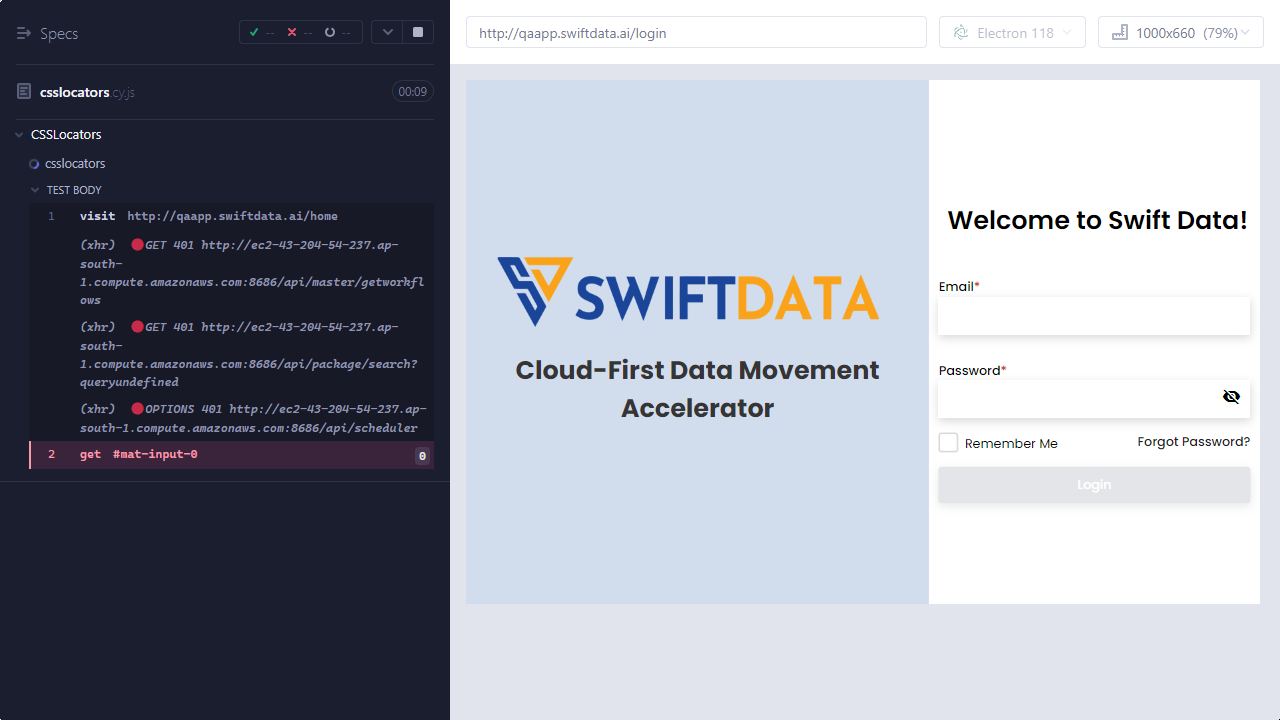 Specs
-- -- --
csslocators cy.js 00:09
CSSLocators
csslocators
TEST BODY
1 visit http://qaapp.swiftdata.ai/home
(xhr) GET 401 http://ec2-43-204-54-237.ap-
south-
1.compute.amazonaws.com:8686/api/master/getworkfl
ows
(xhr) GET 401 http://ec2-43-204-54-237.ap-
south-
1.compute.amazonaws.com:8686/api/package/search?
queryundefined
(xhr) OPTIONS 401 http://ec2-43-204-54-237.ap-
south-1.compute.amazonaws.com:8686/api/scheduler
2 get #mat-input-0 0
http://qaapp.swiftdata.ai/login
Electron 118
1000x660 (79%)
SWIFTDATA
Cloud-First Data Movement
Accelerator
Welcome to Swift Data!
Email*
Password*
Remember Me
Forgot Password?
Login